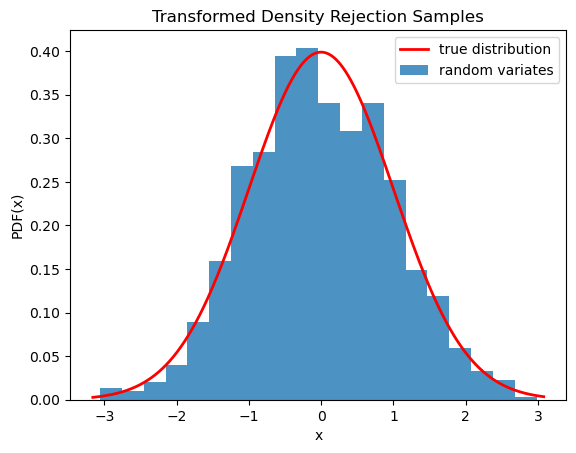 Transformed Density Rejection Samples
true distribution
random variates
0.40
0.35
0.30
0.25
0.20
0.15
0.10
0.05
0.00
PDF(x)
−3 −2 −1 0 1 2 3
x